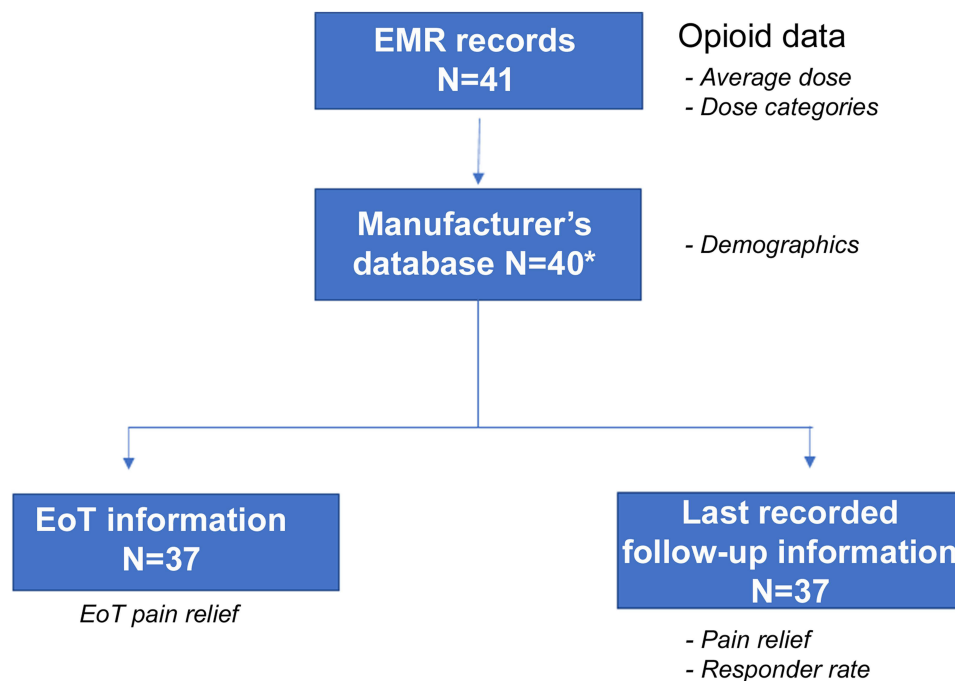 EMR records
N=41
Opioid data
- Average dose
- Dose categories
Manufacturer’s
database N=40*
- Demographics
EoT information
N=37
EoT pain relief
Last recorded
follow-up information
N=37
- Pain relief
- Responder rate